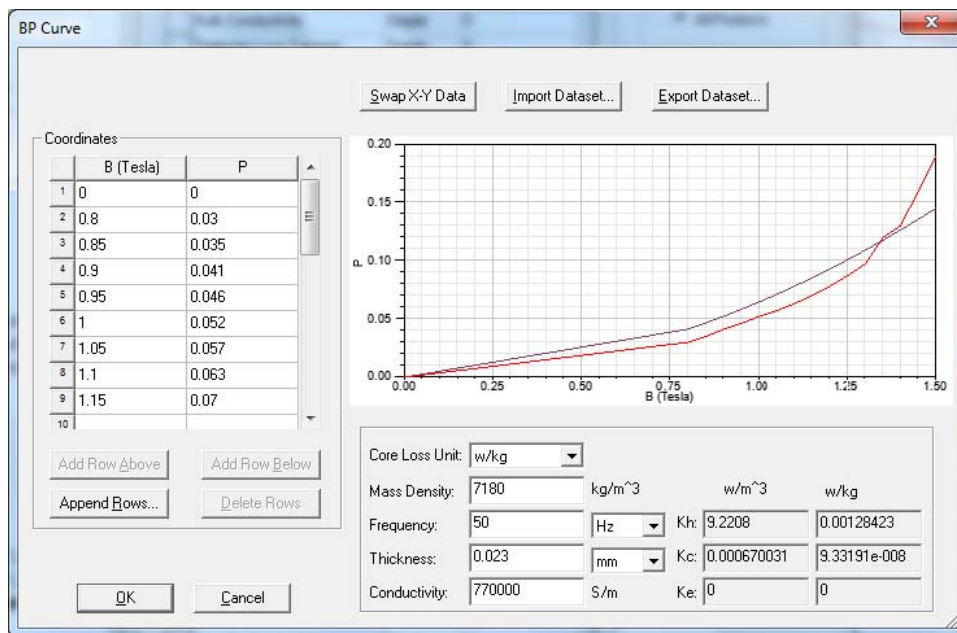 BP Curve
Swap X-Y Data Import Dataset... Export Dataset...
Coordinates
B (Tesla) P
1 0 0
2 0.8 0.03
3 0.85 0.035
4 0.9 0.041
5 0.95 0.046
6 1 0.052
7 1.05 0.057
8 1.1 0.063
9 1.15 0.07
10
Add Row Above Add Row Below
Append Rows... Delete Rows
OK Cancel
0.20
0.15
0.10
0.05
0.00
P
0.00 0.25 0.50 0.75 1.00 1.25 1.50
B (Tesla)
Core Loss Unit: w/kg
Mass Density: 7180 kg/m^3 w/m^3 w/kg
Frequency: 50 Hz Kh: 9.2208 0.00128423
Thickness: 0.023 mm Kc: 0.000670031 9.33191e-008
Conductivity: 770000 S/m Ke: 0 0